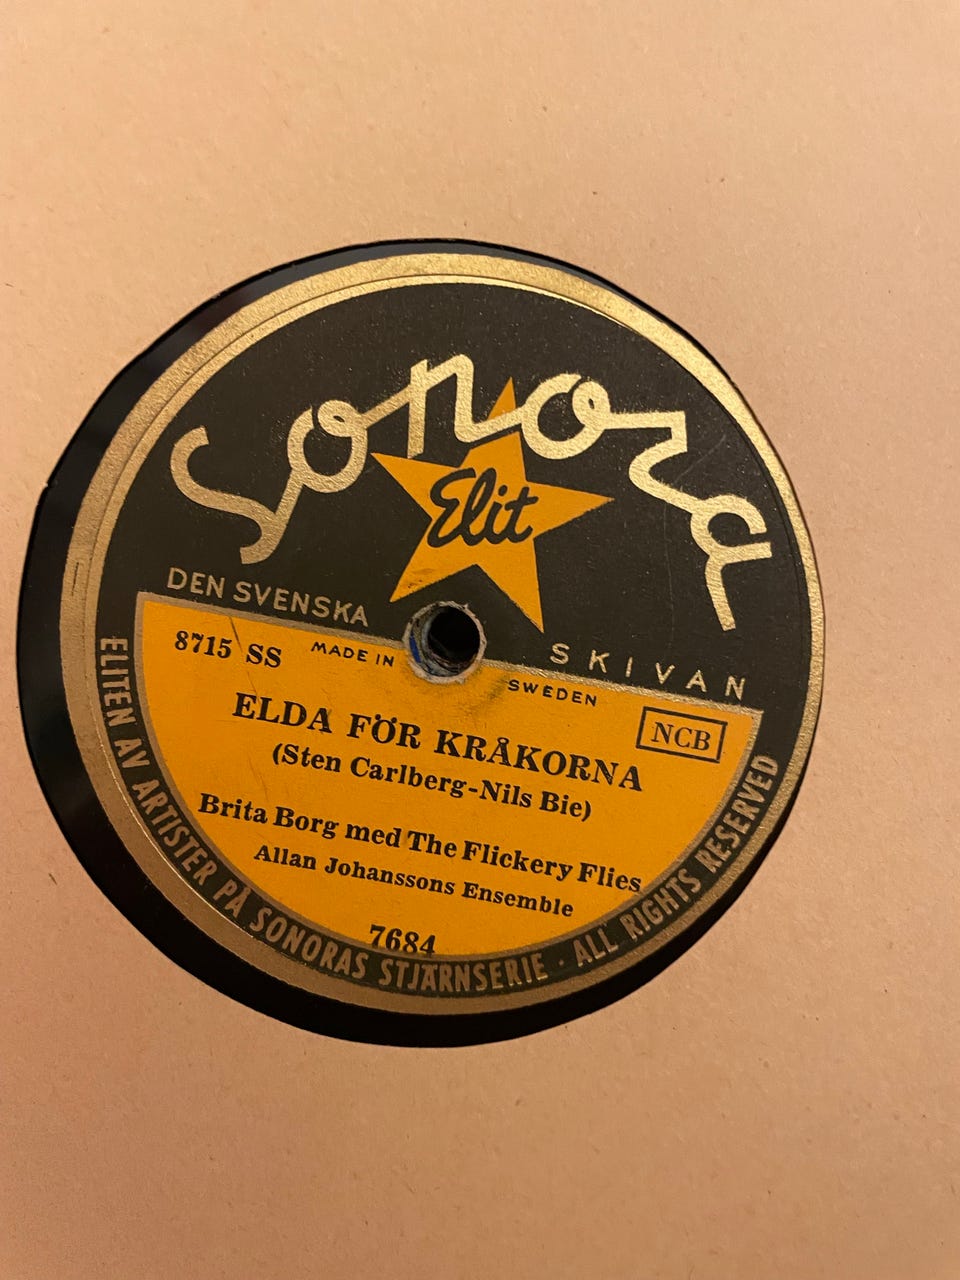 Sonora
Elit
DEN SVENSKA SKIVAN
8715 SS
MADE IN SWEDEN
NCB
ELDA FÖR KRÅKORNA
(Sten Carlberg-Nils Bie)
Brita Borg med The Flickery Flies
Allan Johanssons Ensemble
7684
ELITEN AV ARTISTER PÅ SONORAS STJÄRNSERIE · ALL RIGHTS RESERVED